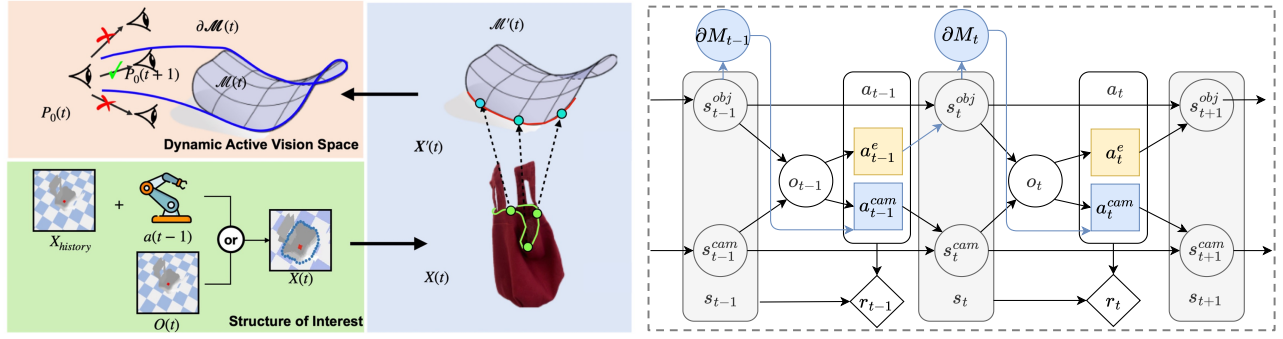 ∂ℳ(t)
ℳ(t)
P₀(t + 1)
P₀(t)
Dynamic Active Vision Space
X_history
+
a(t − 1)
or
X(t)
O(t)
Structure of Interest
ℳ′(t)
X′(t)
X(t)
∂M_{t−1}
∂M_t
s^{obj}_{t−1}
a_{t−1}
s^{obj}_t
a_t
s^{obj}_{t+1}
a^e_{t−1}
a^e_t
o_{t−1}
o_t
a^{cam}_{t−1}
a^{cam}_t
s^{cam}_{t−1}
s^{cam}_t
s^{cam}_{t+1}
s_{t−1}
r_{t−1}
s_t
r_t
s_{t+1}